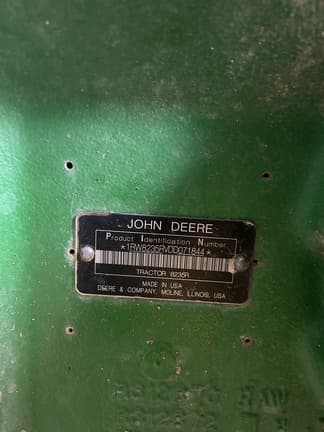 JOHN DEERE
Product Identification Number
*1RW8235RVDD071844*
TRACTOR 8235R
MADE IN USA
DEERE & COMPANY, MOLINE, ILLINOIS, USA